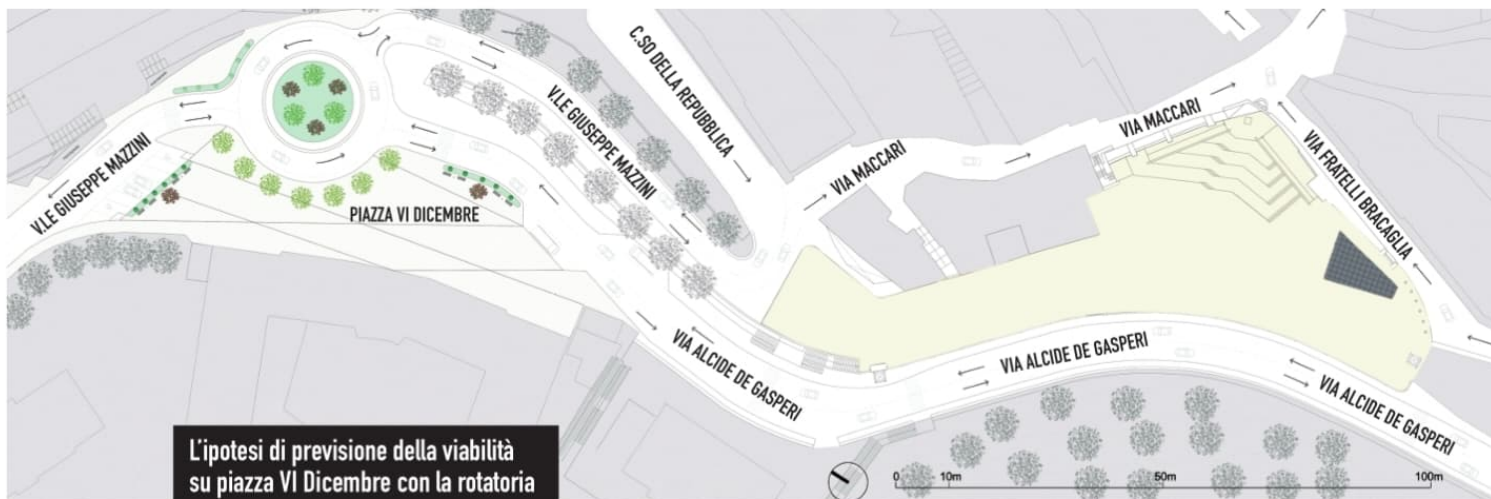 C.SO DELLA REPUBBLICA
V.LE GIUSEPPE MAZZINI
VIA MACCARI
VIA MACCARI
VIA FRATELLI BRACAGLIA
V.LE GIUSEPPE MAZZINI
PIAZZA VI DICEMBRE
VIA ALCIDE DE GASPERI
VIA ALCIDE DE GASPERI
VIA ALCIDE DE GASPERI
L'ipotesi di previsione della viabilità
su piazza VI Dicembre con la rotatoria
0 10m 50m 100m